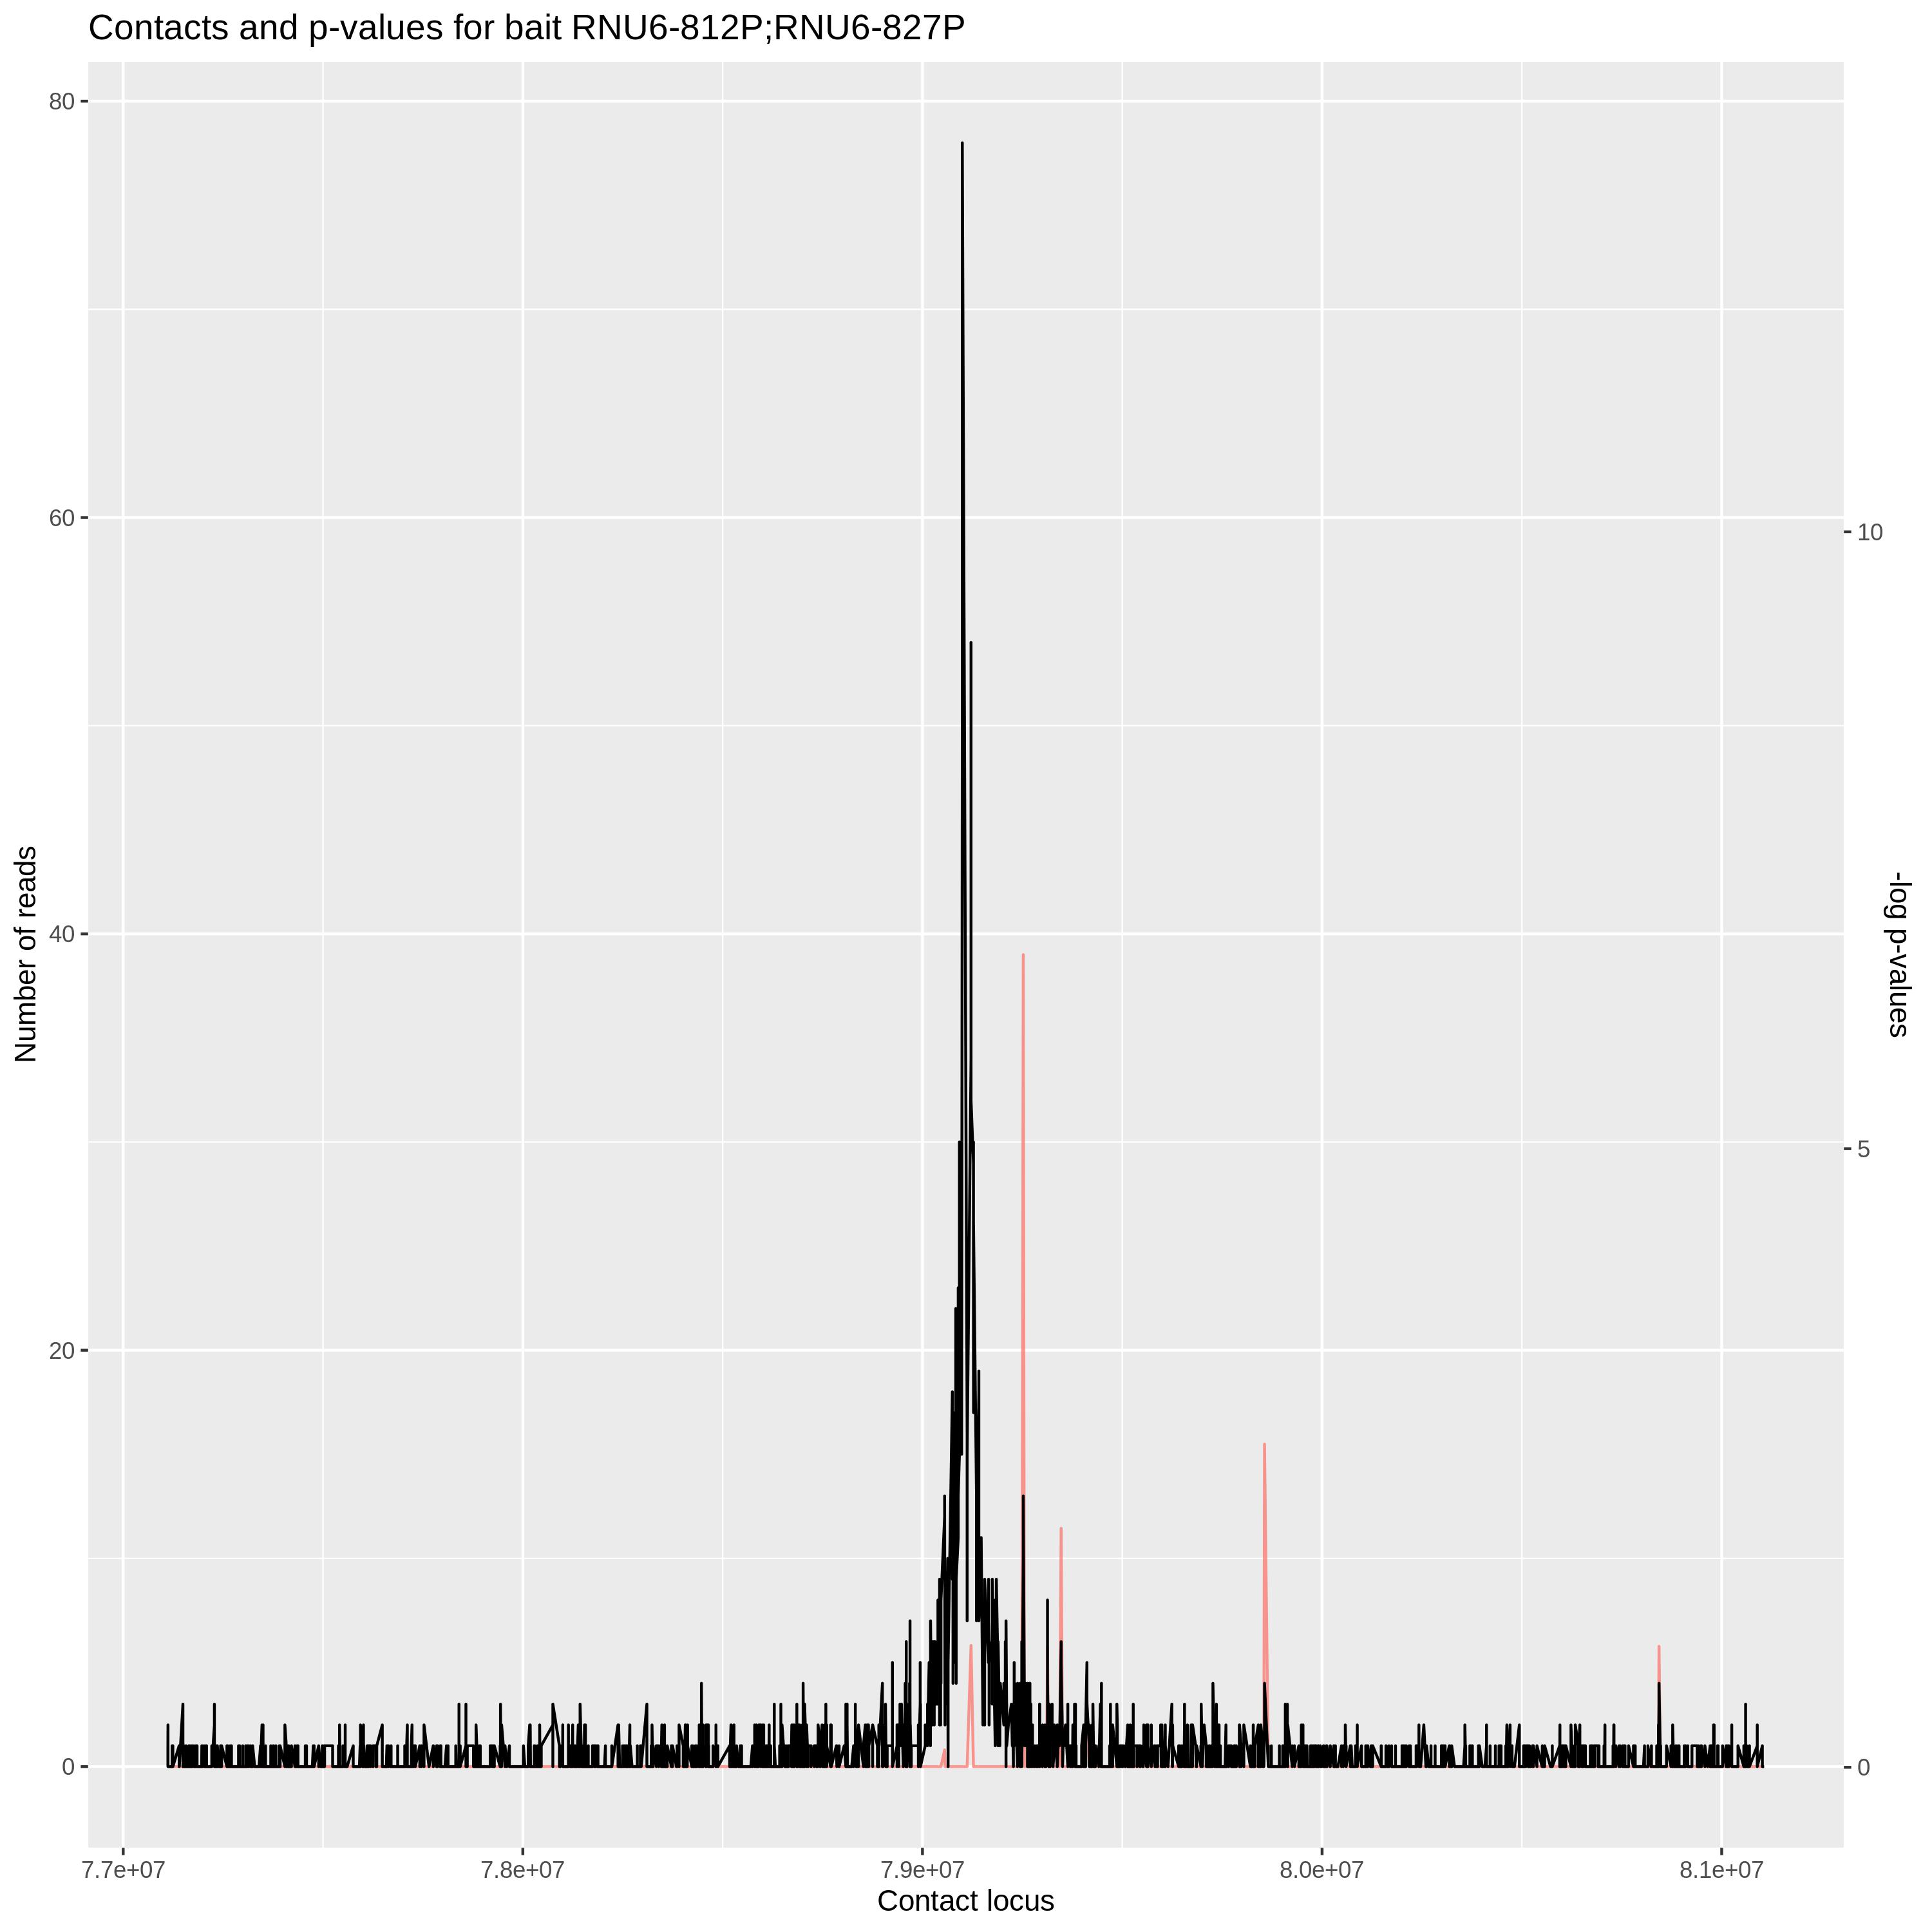 Contacts and p-values for bait RNU6-812P;RNU6-827P
80
60
40
20
0
Number of reads
10
5
0
-log p-values
7.7e+07
7.8e+07
7.9e+07
8.0e+07
8.1e+07
Contact locus